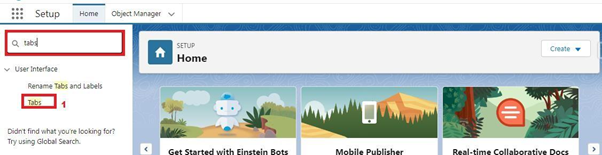 Setup Home Object Manager
tabs
SETUP
Home
Create
User Interface
Rename Tabs and Labels
Tabs 1
Didn't find what you're looking for?
Try using Global Search.
Get Started with Einstein Bots
Mobile Publisher
Real-time Collaborative Docs